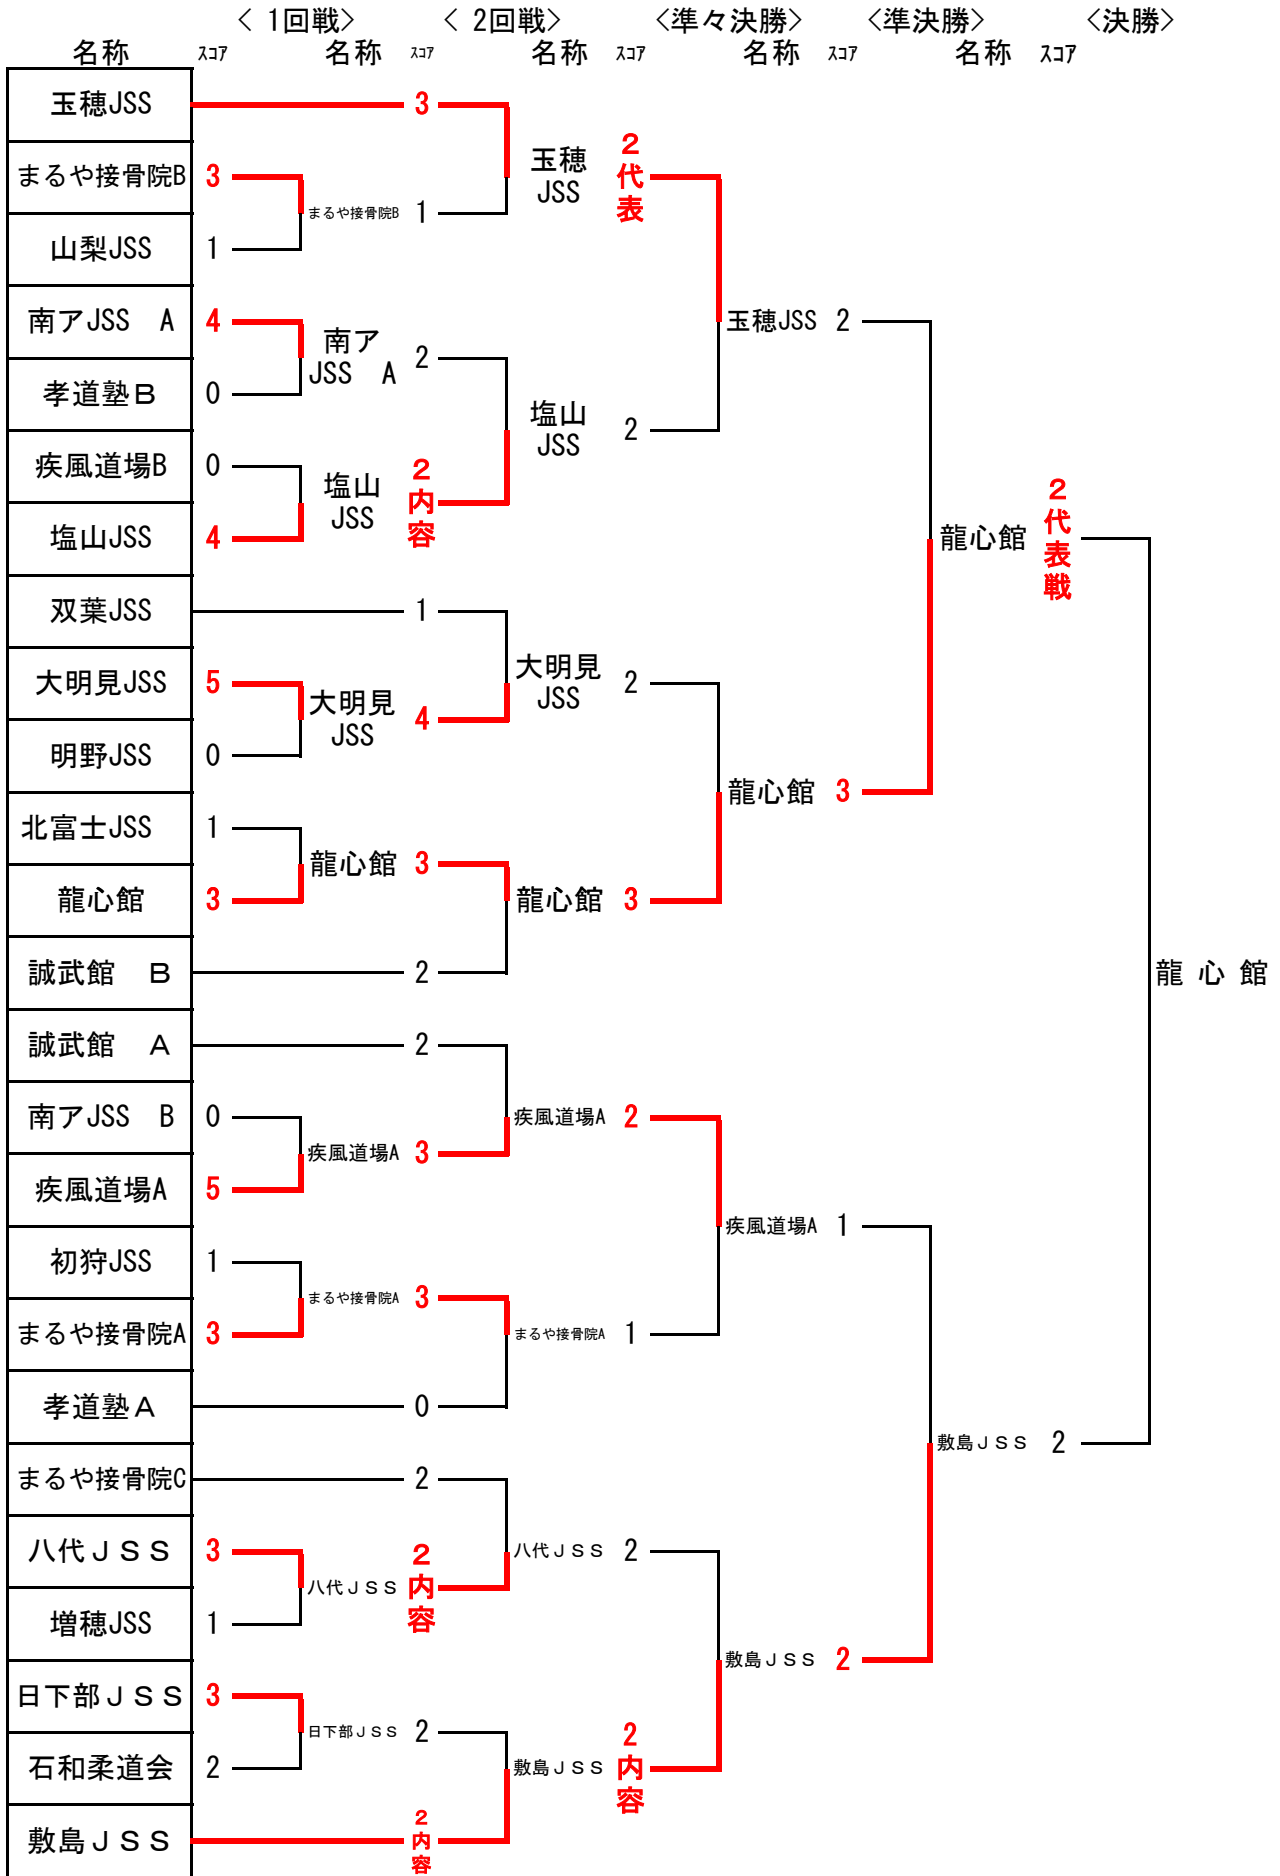 < 1回戦> < 2回戦> <準々決勝> <準決勝> <決勝>
名称 ｽｺｱ 名称 ｽｺｱ 名称 ｽｺｱ 名称 ｽｺｱ 名称 ｽｺｱ
玉穂JSS 3
まるや接骨院B 3
まるや接骨院B 1
山梨JSS 1
玉穂
JSS
2
代
表
南アJSS A 4
南ア
JSS A
2
孝道塾B 0
玉穂JSS 2
疾風道場B 0
塩山
JSS
2
内
容
塩山JSS 4
塩山
JSS
2
双葉JSS 1
大明見JSS 5
大明見
JSS
4
明野JSS 0
大明見
JSS
2
北富士JSS 1
龍心館 3
龍心館 3
龍心館 3
誠武館 B 2
龍心館 3
龍心館
2
代
表
戦
龍 心 館
誠武館 A 2
南アJSS B 0
疾風道場A 3
疾風道場A 5
疾風道場A 2
初狩JSS 1
まるや接骨院A 3
まるや接骨院A 3
まるや接骨院A 1
孝道塾A 0
疾風道場A 1
まるや接骨院C 2
八代ＪＳＳ 3
八代ＪＳＳ
2
内
容
増穂JSS 1
八代ＪＳＳ 2
日下部ＪＳＳ 3
日下部ＪＳＳ 2
石和柔道会 2
敷島ＪＳＳ
2
内
容
敷島ＪＳＳ
2
内
容
敷島ＪＳＳ 2
敷島ＪＳＳ 2